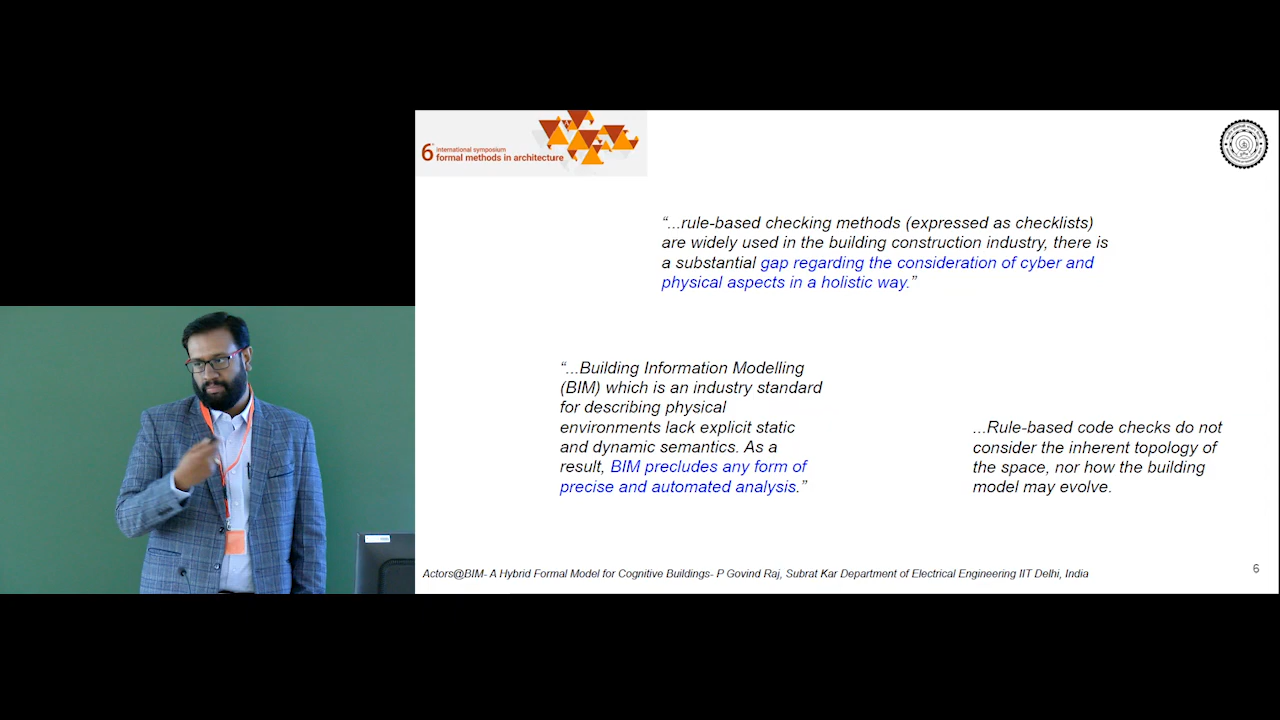 6th international symposium
formal methods in architecture
“...rule-based checking methods (expressed as checklists)
are widely used in the building construction industry, there is
a substantial gap regarding the consideration of cyber and
physical aspects in a holistic way.”
“...Building Information Modelling
(BIM) which is an industry standard
for describing physical
environments lack explicit static
and dynamic semantics. As a
result, BIM precludes any form of
precise and automated analysis.”
...Rule-based code checks do not
consider the inherent topology of
the space, nor how the building
model may evolve.
Actors@BIM- A Hybrid Formal Model for Cognitive Buildings- P Govind Raj, Subrat Kar Department of Electrical Engineering IIT Delhi, India
6